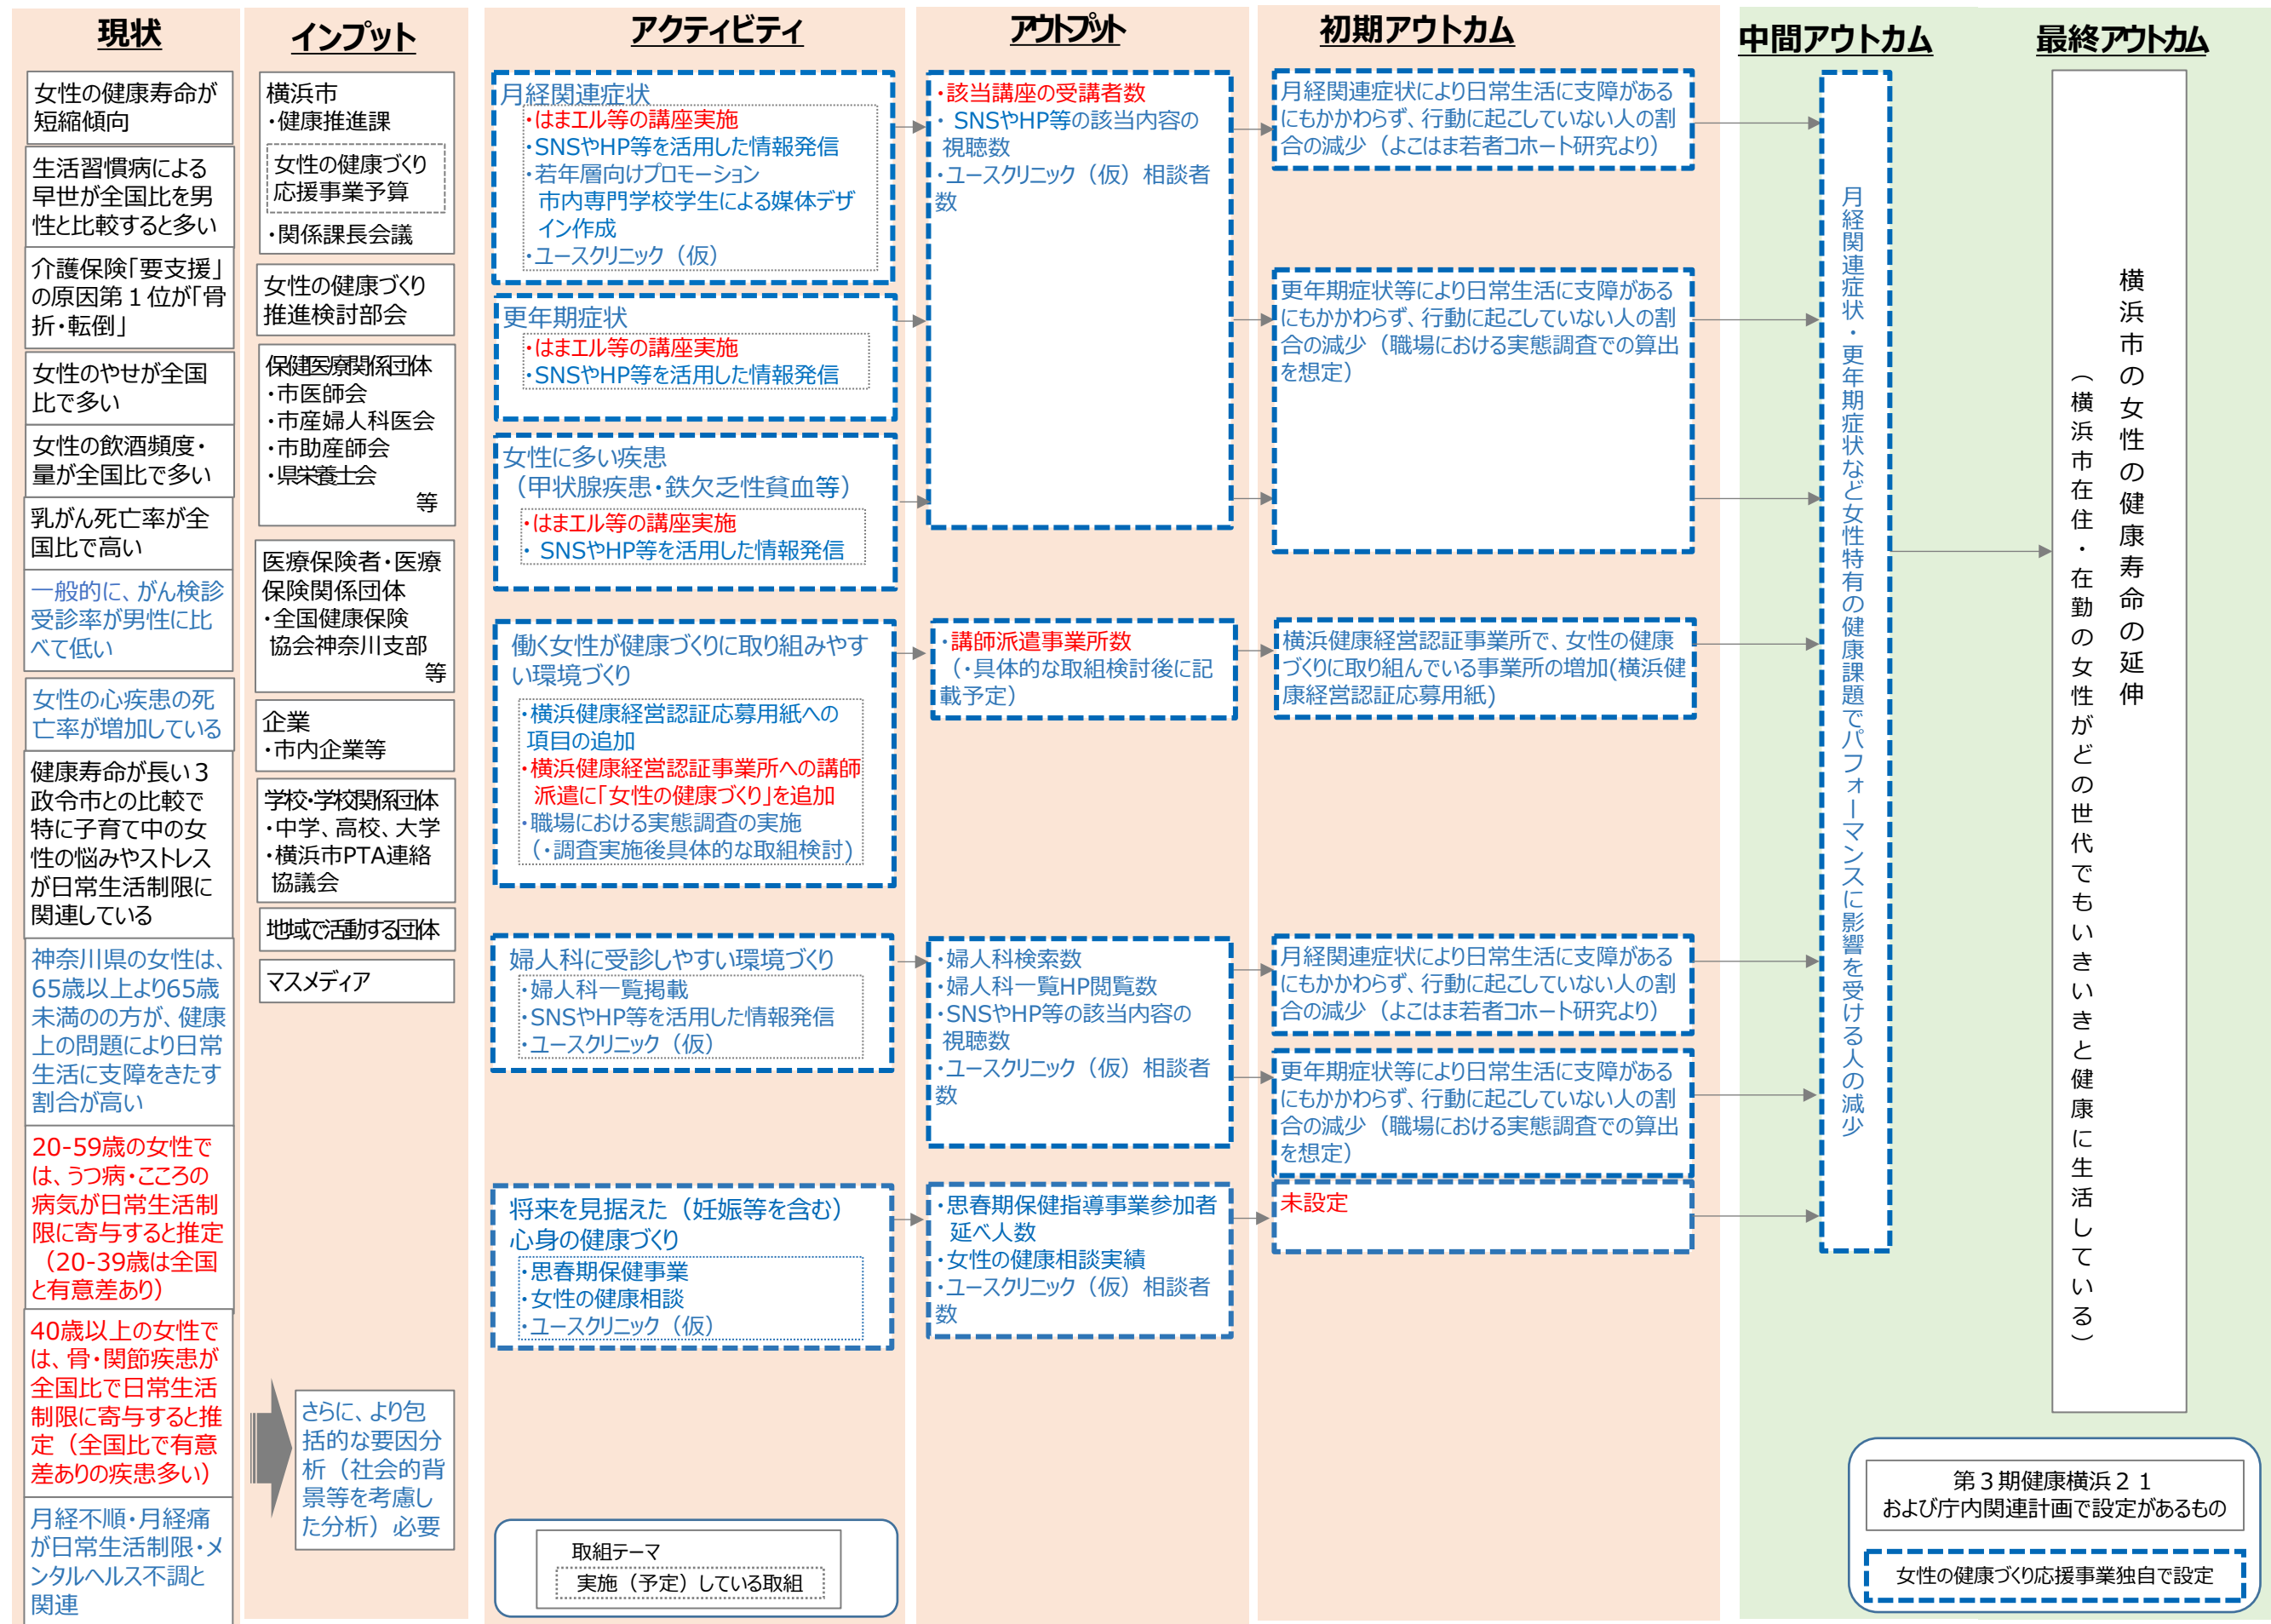 現状
女性の健康寿命が
短縮傾向
生活習慣病による
早世が全国比を男
性と比較すると多い
介護保険「要支援」
の原因第１位が「骨
折・転倒」
女性のやせが全国
比で多い
女性の飲酒頻度・
量が全国比で多い
乳がん死亡率が全
国比で高い
一般的に、がん検診
受診率が男性に比
べて低い
女性の心疾患の死
亡率が増加している
健康寿命が長い３
政令市との比較で
特に子育て中の女
性の悩みやストレス
が日常生活制限に
関連している
神奈川県の女性は、
65歳以上より65歳
未満のの方が、健康
上の問題により日常
生活に支障をきたす
割合が高い
20-59歳の女性で
は、うつ病・こころの
病気が日常生活制
限に寄与すると推定
（20-39歳は全国
と有意差あり）
40歳以上の女性で
は、骨・関節疾患が
全国比で日常生活
制限に寄与すると推
定（全国比で有意
差ありの疾患多い）
月経不順・月経痛
が日常生活制限・メ
ンタルヘルス不調と
関連
インプット
横浜市
・健康推進課
女性の健康づくり
応援事業予算
・関係課長会議
女性の健康づくり
推進検討部会
保健医療関係団体
・市医師会
・市産婦人科医会
・市助産師会
・県栄養士会
等
医療保険者・医療
保険関係団体
・全国健康保険
協会神奈川支部
等
企業
・市内企業等
学校・学校関係団体
・中学、高校、大学
・横浜市PTA連絡
協議会
地域で活動する団体
マスメディア
さらに、より包
括的な要因分
析（社会的背
景等を考慮し
た分析）必要
アクティビティ
月経関連症状
・はまエル等の講座実施
・SNSやHP等を活用した情報発信
・若年層向けプロモーション
市内専門学校学生による媒体デザ
イン作成
・ユースクリニック（仮）
更年期症状
・はまエル等の講座実施
・SNSやHP等を活用した情報発信
女性に多い疾患
（甲状腺疾患・鉄欠乏性貧血等）
・はまエル等の講座実施
・ SNSやHP等を活用した情報発信
働く女性が健康づくりに取り組みやす
い環境づくり
・横浜健康経営認証応募用紙への
項目の追加
・横浜健康経営認証事業所への講師
派遣に「女性の健康づくり」を追加
・職場における実態調査の実施
（・調査実施後具体的な取組検討）
婦人科に受診しやすい環境づくり
・婦人科一覧掲載
・SNSやHP等を活用した情報発信
・ユースクリニック（仮）
将来を見据えた（妊娠等を含む）
心身の健康づくり
・思春期保健事業
・女性の健康相談
・ユースクリニック（仮）
取組テーマ
実施（予定）している取組
アウトプット
・該当講座の受講者数
・ SNSやHP等の該当内容の
視聴数
・ユースクリニック（仮）相談者
数
・講師派遣事業所数
（・具体的な取組検討後に記
載予定）
・婦人科検索数
・婦人科一覧HP閲覧数
・SNSやHP等の該当内容の
視聴数
・ユースクリニック（仮）相談者
数
・思春期保健指導事業参加者
延べ人数
・女性の健康相談実績
・ユースクリニック（仮）相談者
数
初期アウトカム
月経関連症状により日常生活に支障がある
にもかかわらず、行動に起こしていない人の割
合の減少（よこはま若者コホート研究より）
更年期症状等により日常生活に支障がある
にもかかわらず、行動に起こしていない人の割
合の減少（職場における実態調査での算出
を想定）
横浜健康経営認証事業所で、女性の健康
づくりに取り組んでいる事業所の増加(横浜健
康経営認証応募用紙)
月経関連症状により日常生活に支障がある
にもかかわらず、行動に起こしていない人の割
合の減少（よこはま若者コホート研究より）
更年期症状等により日常生活に支障がある
にもかかわらず、行動に起こしていない人の割
合の減少（職場における実態調査での算出
を想定）
未設定
中間アウトカム
月経関連症状・更年期症状など女性特有の健康課題でパフォーマンスに影響を受ける人の減少
最終アウトカム
横浜市の女性の健康寿命の延伸
（横浜市在住・在勤の女性がどの世代でもいきいきと健康に生活している）
第３期健康横浜２１
および庁内関連計画で設定があるもの
女性の健康づくり応援事業独自で設定